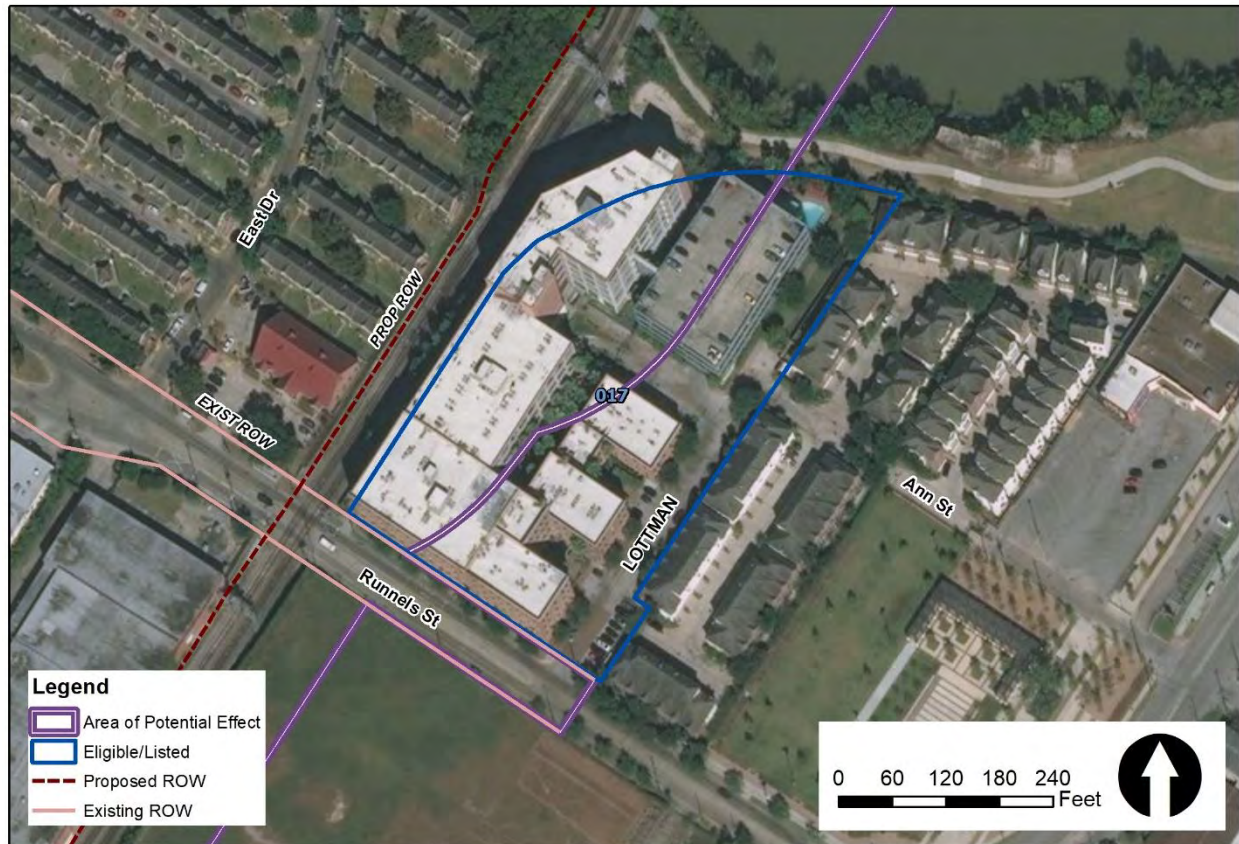 East Dr
PROP ROW
EXIST ROW
017
Runnels St
LOTTMAN
Ann St
Legend
Area of Potential Effect
Eligible/Listed
Proposed ROW
Existing ROW
0 60 120 180 240
Feet